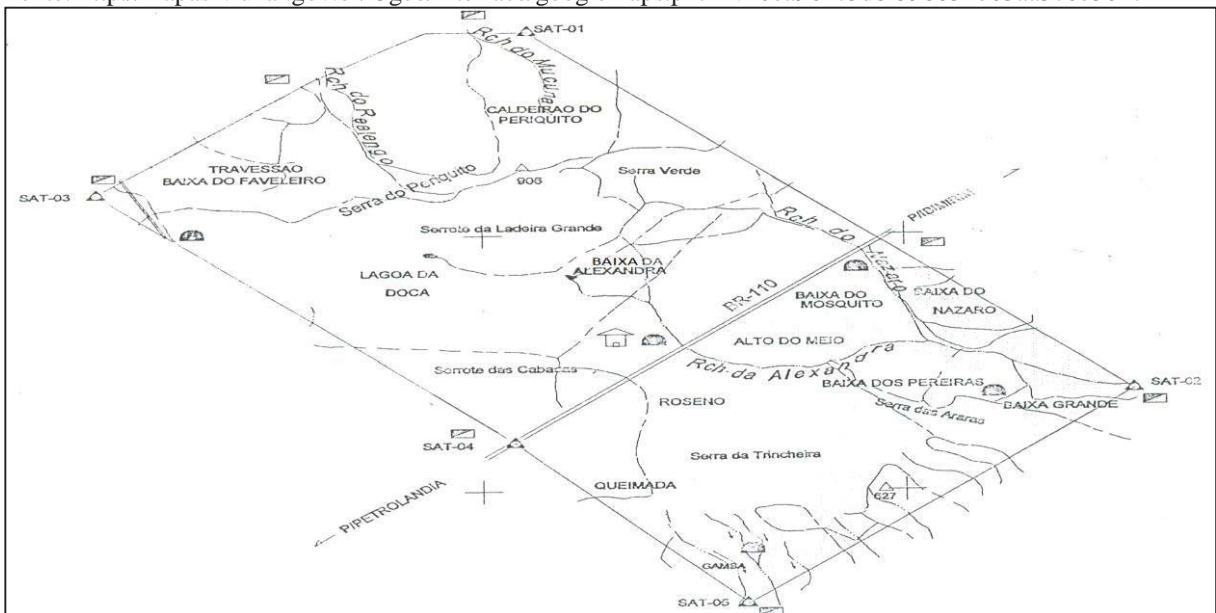 SAT-01
Rch do Mucura
Rch do Realengo
CALDEIRAO DO
PERIQUITO
TRAVESSAO
BAIXA DO FAVELEIRO
SAT-03
906
Serra do Periquito
Serra Verde
Serrote da Ladeira Grande
Rch do Nazaro
LAGOA DA
DOCA
BAIXA DA
ALEXANDRA
BR-110
BAIXA DO
MOSQUITO
BAIXA DO
NAZARO
ALTO DO MEIO
Rch da Alexandra
Serrote das Cabaças
BAIXA DOS PEREIRAS
SAT-02
ROSENO
Serra das Araras
BAIXA GRANDE
SAT-04
Serra da Trincheira
QUEIMADA
627
P/PETROLANDIA
GAMBA
SAT-05